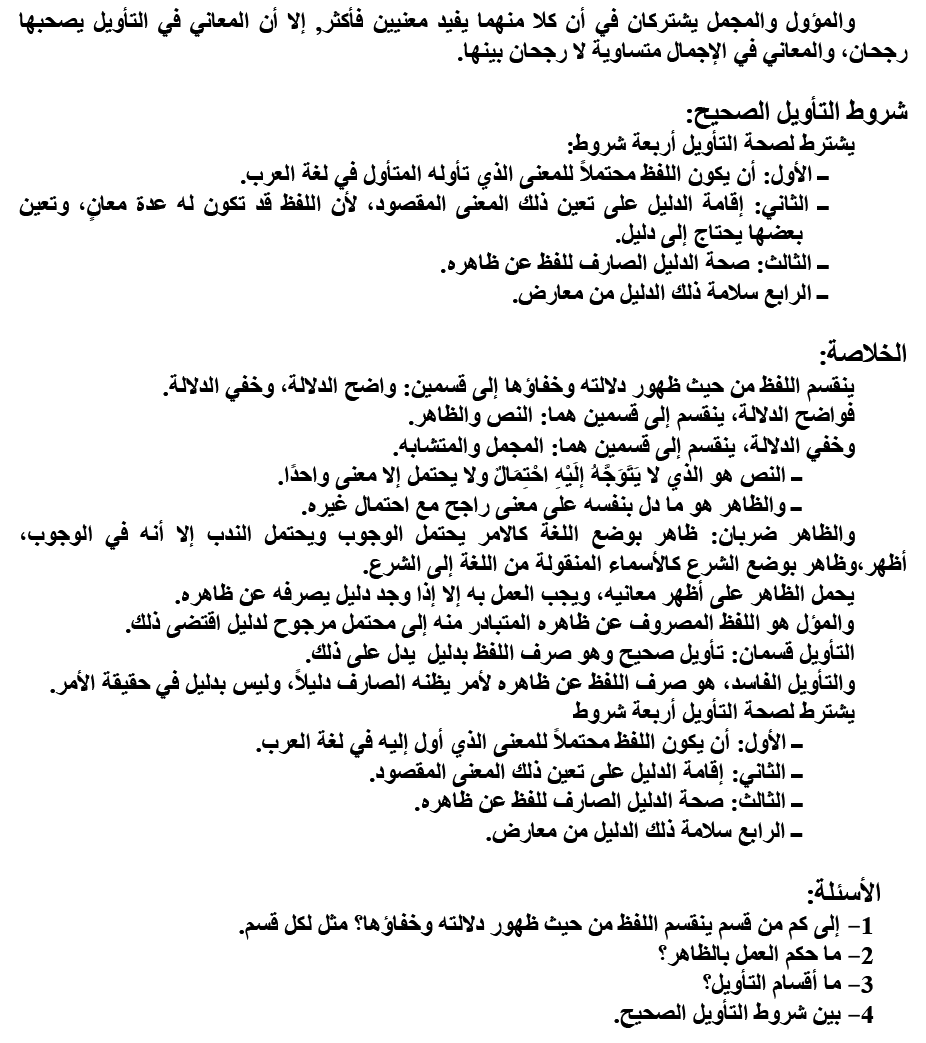 والمؤول والمجمل يشتركان في أن كلا منهما يفيد معنيين فأكثر, إلا أن المعاني في التأويل يصحبها
رجحان، والمعاني في الإجمال متساوية لا رجحان بينها.
شروط التأويل الصحيح:
يشترط لصحة التأويل أربعة شروط:
ـ الأول: أن يكون اللفظ محتملاً للمعنى الذي تأوله المتأول في لغة العرب.
ـ الثاني: إقامة الدليل على تعين ذلك المعنى المقصود، لأن اللفظ قد تكون له عدة معانٍ، وتعين
بعضها يحتاج إلى دليل.
ـ الثالث: صحة الدليل الصارف للفظ عن ظاهره.
ـ الرابع سلامة ذلك الدليل من معارض.
الخلاصة:
ينقسم اللفظ من حيث ظهور دلالته وخفاؤها إلى قسمين: واضح الدلالة، وخفي الدلالة.
فواضح الدلالة، ينقسم إلى قسمين هما: النص والظاهر.
وخفي الدلالة، ينقسم إلى قسمين هما: المجمل والمتشابه.
ـ النص هو الذي لا يَتَوَجَّهُ إلَيْهِ احْتِمَالٌ ولا يحتمل إلا معنى واحدًا.
ـ والظاهر هو ما دل بنفسه على معنى راجح مع احتمال غيره.
والظاهر ضربان: ظاهر بوضع اللغة كالامر يحتمل الوجوب ويحتمل الندب إلا أنه في الوجوب،
أظهر،وظاهر بوضع الشرع كالأسماء المنقولة من اللغة إلى الشرع.
يحمل الظاهر على أظهر معانيه، ويجب العمل به إلا إذا وجد دليل يصرفه عن ظاهره.
والمؤل هو اللفظ المصروف عن ظاهره المتبادر منه إلى محتمل مرجوح لدليل اقتضى ذلك.
التأويل قسمان: تأويل صحيح وهو صرف اللفظ بدليل يدل على ذلك.
والتأويل الفاسد، هو صرف اللفظ عن ظاهره لأمر يظنه الصارف دليلاً، وليس بدليل في حقيقة الأمر.
يشترط لصحة التأويل أربعة شروط
ـ الأول: أن يكون اللفظ محتملاً للمعنى الذي أول إليه في لغة العرب.
ـ الثاني: إقامة الدليل على تعين ذلك المعنى المقصود.
ـ الثالث: صحة الدليل الصارف للفظ عن ظاهره.
ـ الرابع سلامة ذلك الدليل من معارض.
الأسئلة:
1- إلى كم من قسم ينقسم اللفظ من حيث ظهور دلالته وخفاؤها؟ مثل لكل قسم.
2- ما حكم العمل بالظاهر؟
3- ما أقسام التأويل؟
4- بين شروط التأويل الصحيح.